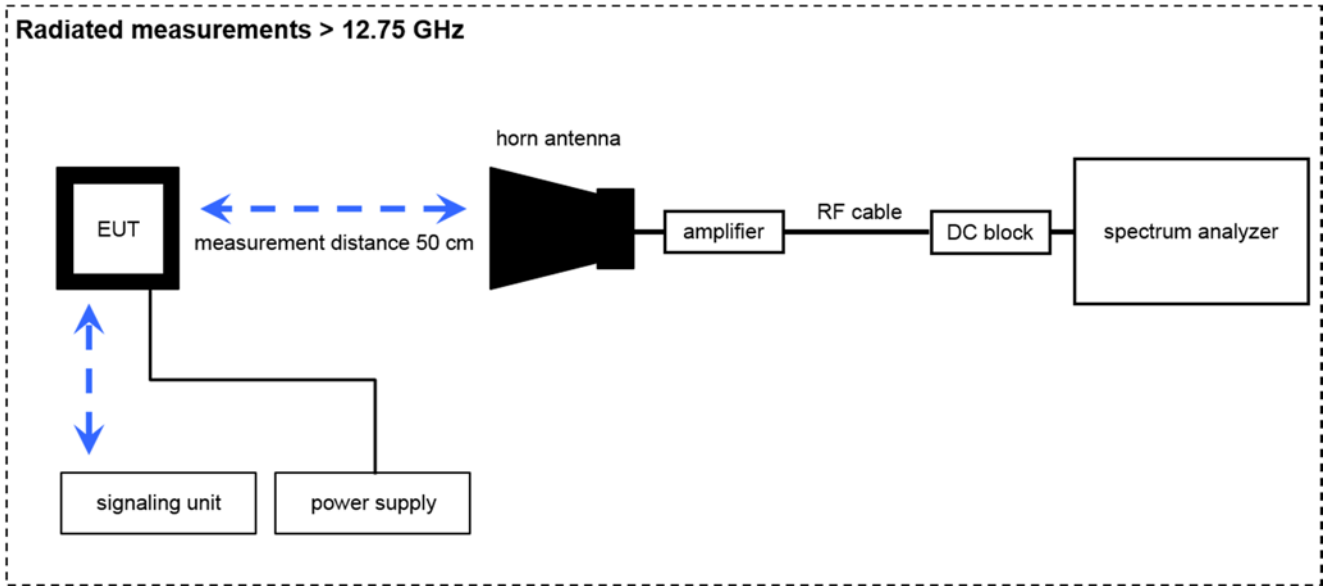 Radiated measurements > 12.75 GHz
horn antenna
EUT
measurement distance 50 cm
amplifier
RF cable
DC block
spectrum analyzer
signaling unit
power supply